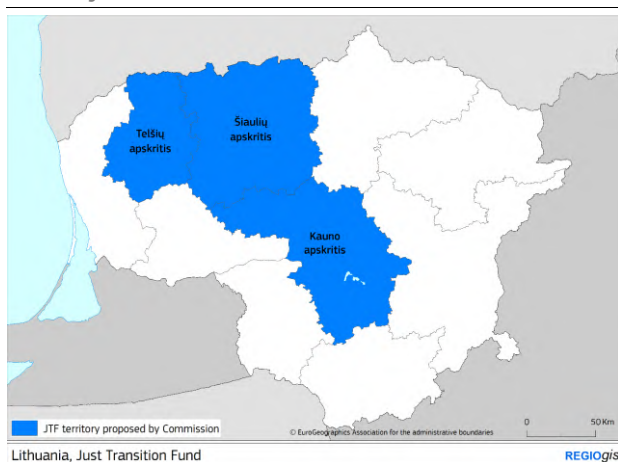 Telšių
apskritis
Šiaulių
apskritis
Kauno
apskritis
JTF territory proposed by Commission
© EuroGeographics Association for the administrative boundaries
0 50 Km
Lithuania, Just Transition Fund
REGIOgis